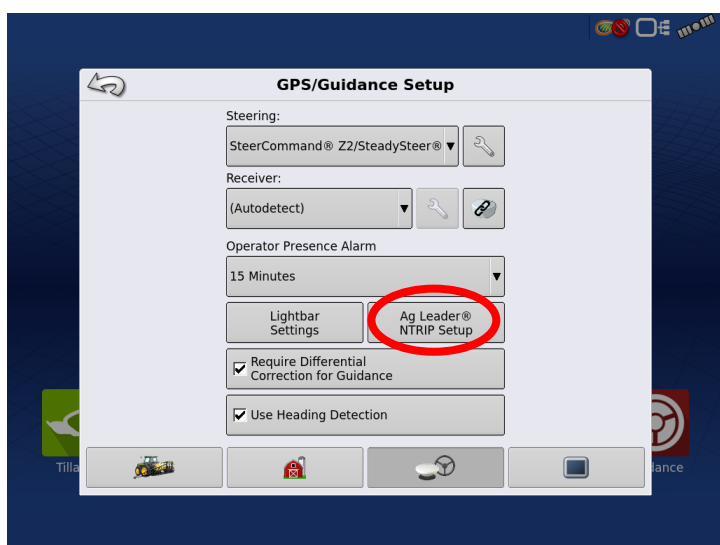 GPS/Guidance Setup
Steering:
SteerCommand® Z2/SteadySteer®
Receiver:
(Autodetect)
Operator Presence Alarm
15 Minutes
Lightbar
Settings
Ag Leader®
NTRIP Setup
Require Differential
Correction for Guidance
Use Heading Detection
Tilla
dance